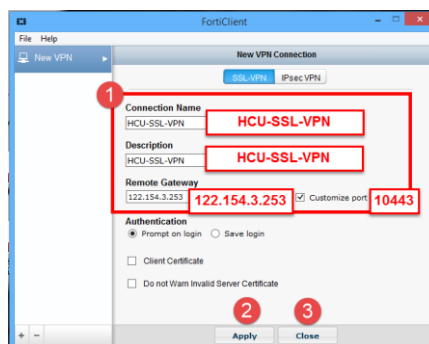 FortiClient
File Help
New VPN
New VPN Connection
SSL-VPN IPsec VPN
1
Connection Name
HCU-SSL-VPN HCU-SSL-VPN
Description
HCU-SSL-VPN HCU-SSL-VPN
Remote Gateway
122.154.3.253 122.154.3.253 Customize port 10443
Authentication
Prompt on login Save login
Client Certificate
Do not Warn Invalid Server Certificate
2 3
+ - Apply Close